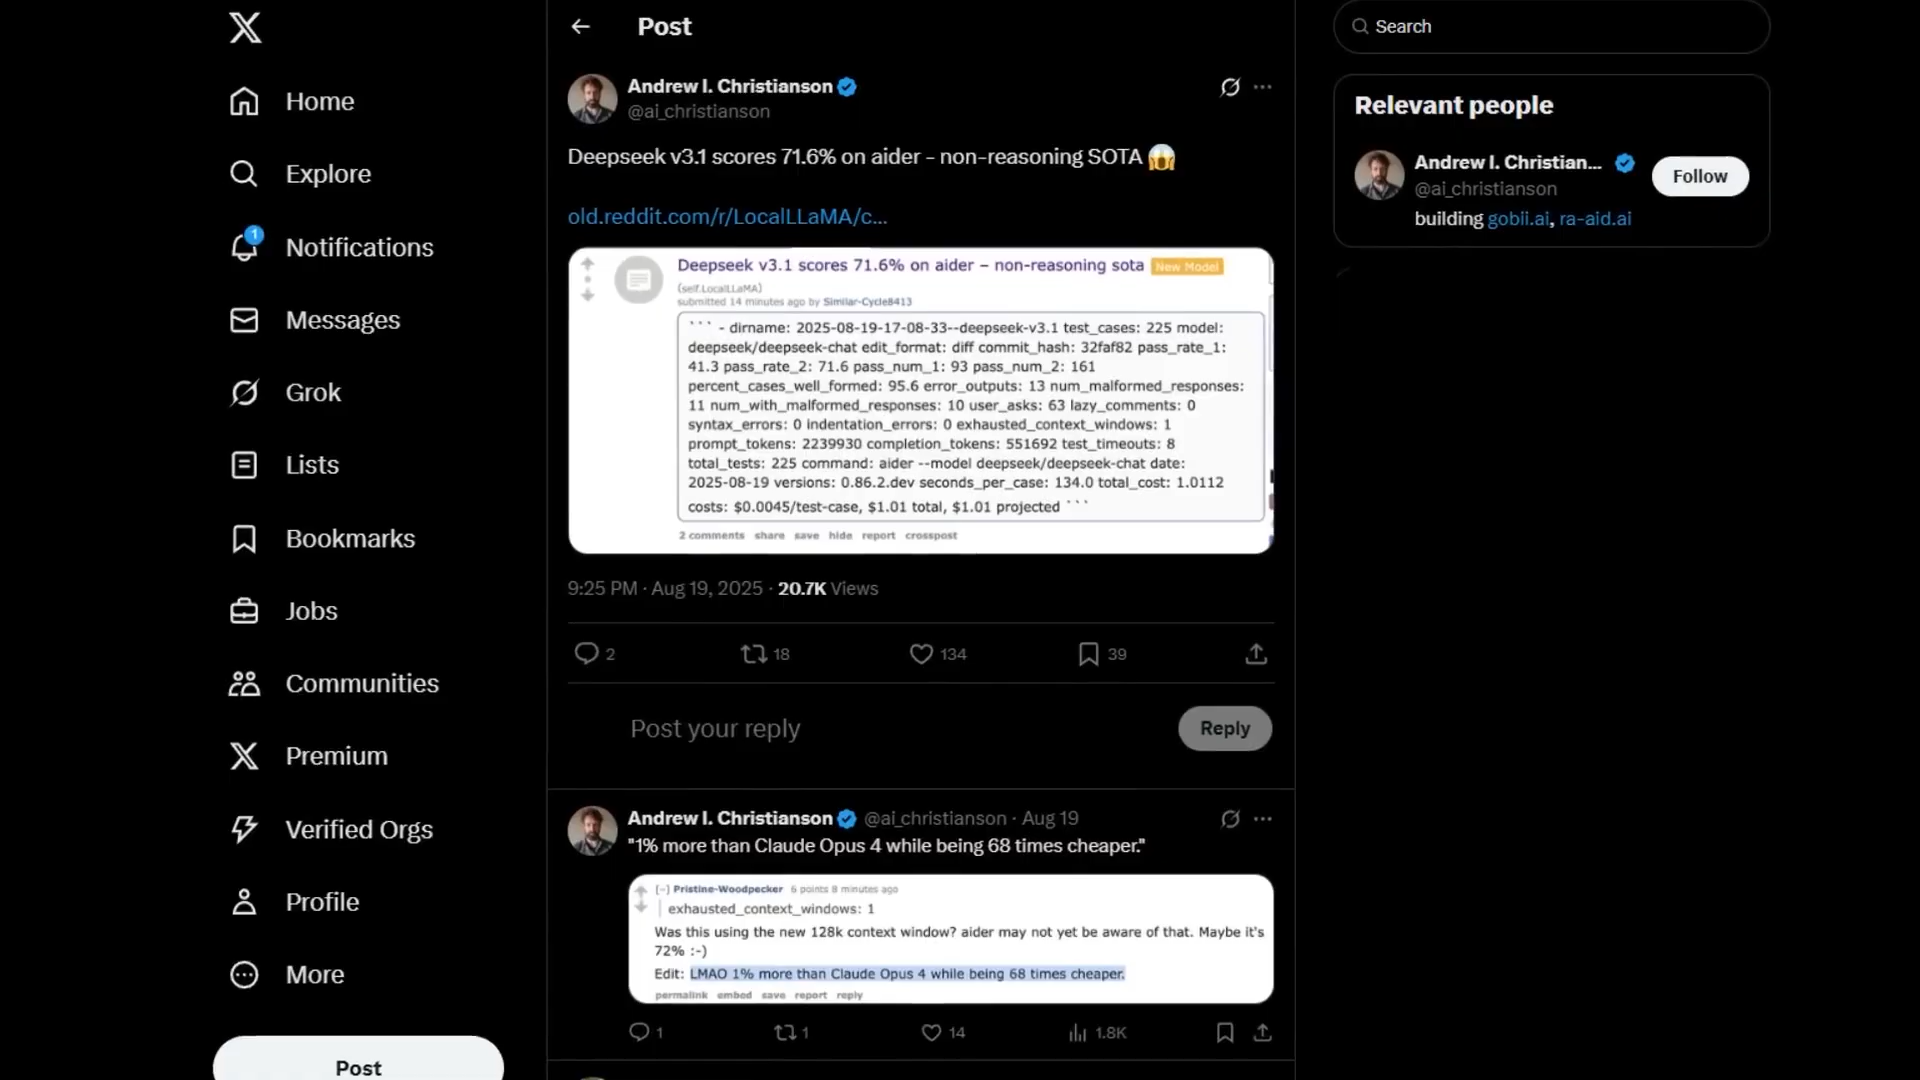 Home
Explore
1
Notifications
Messages
Grok
Lists
Bookmarks
Jobs
Communities
Premium
Verified Orgs
Profile
More
Post
Post
Andrew I. Christianson
@ai_christianson
Deepseek v3.1 scores 71.6% on aider - non-reasoning SOTA
old.reddit.com/r/LocalLLaMA/c...
Deepseek v3.1 scores 71.6% on aider – non-reasoning sota New Model
(self.LocalLLaMA)
submitted 14 minutes ago by Similar-Cycle8413
``` - dirname: 2025-08-19-17-08-33--deepseek-v3.1 test_cases: 225 model:
deepseek/deepseek-chat edit_format: diff commit_hash: 32faf82 pass_rate_1:
41.3 pass_rate_2: 71.6 pass_num_1: 93 pass_num_2: 161
percent_cases_well_formed: 95.6 error_outputs: 13 num_malformed_responses:
11 num_with_malformed_responses: 10 user_asks: 63 lazy_comments: 0
syntax_errors: 0 indentation_errors: 0 exhausted_context_windows: 1
prompt_tokens: 2239930 completion_tokens: 551692 test_timeouts: 8
total_tests: 225 command: aider --model deepseek/deepseek-chat date:
2025-08-19 versions: 0.86.2.dev seconds_per_case: 134.0 total_cost: 1.0112
costs: $0.0045/test-case, $1.01 total, $1.01 projected ```
2 comments share save hide report crosspost
9:25 PM · Aug 19, 2025 · 20.7K Views
2 18 134 39
Post your reply
Reply
Andrew I. Christianson @ai_christianson · Aug 19
"1% more than Claude Opus 4 while being 68 times cheaper."
[-] Pristine-Woodpecker 6 points 8 minutes ago
exhausted_context_windows: 1
Was this using the new 128k context window? aider may not yet be aware of that. Maybe it's
72% :-)
Edit: LMAO 1% more than Claude Opus 4 while being 68 times cheaper.
permalink embed save report reply
1 1 14 1.8K
Search
Relevant people
Andrew I. Christian...
@ai_christianson
Follow
building gobii.ai, ra-aid.ai